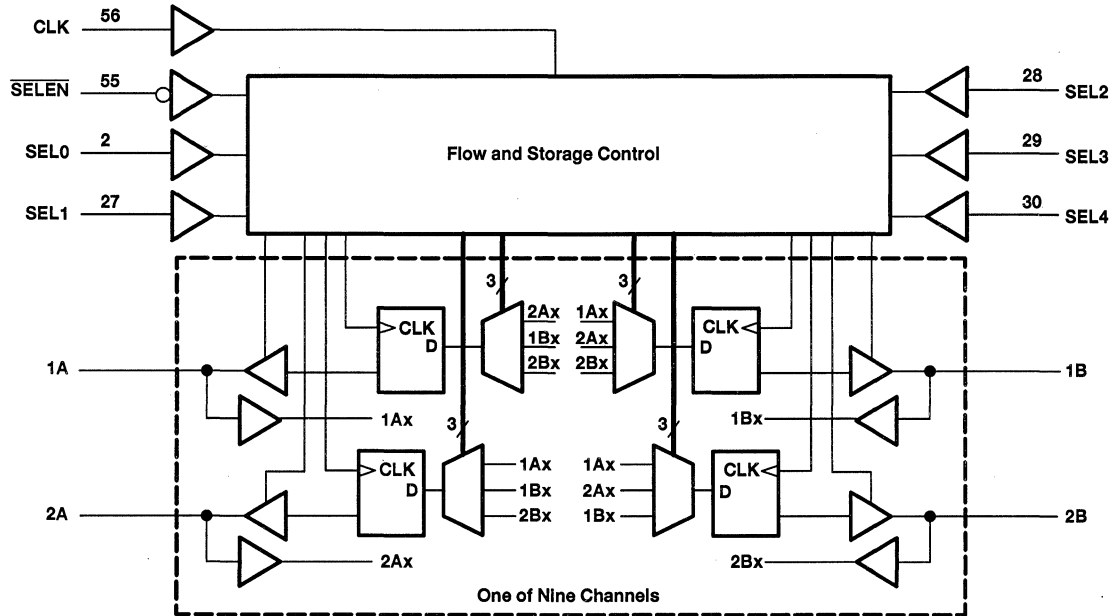 CLK 56
SELEN 55
SEL0 2
SEL1 27
28 SEL2
29 SEL3
30 SEL4
Flow and Storage Control
3
3
CLK
D
2Ax
1Bx
2Bx
1Ax
2Ax
2Bx
CLK
D
1A
1B
1Ax
1Bx
3
3
CLK
D
1Ax
1Bx
2Bx
1Ax
2Ax
1Bx
CLK
D
2A
2B
2Ax
2Bx
One of Nine Channels